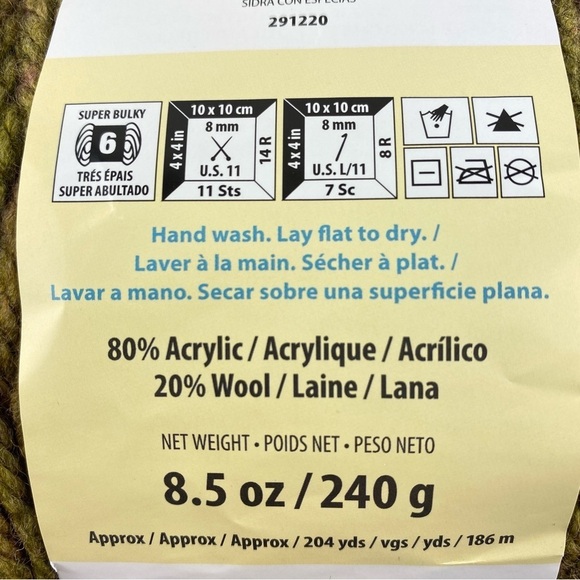 SIDRA CON ESPECIAS
291220
SUPER BULKY
6
TRÉS ÉPAIS
SUPER ABULTADO
10 x 10 cm
4 x 4 in
8 mm
U.S. 11
14 R
11 Sts
10 x 10 cm
4 x 4 in
8 mm
U.S. L/11
8 R
7 Sc
Hand wash. Lay flat to dry. /
Laver à la main. Sécher à plat. /
Lavar a mano. Secar sobre una superficie plana.
80% Acrylic / Acrylique / Acrílico
20% Wool / Laine / Lana
NET WEIGHT • POIDS NET • PESO NETO
8.5 oz / 240 g
Approx / Approx / Approx / 204 yds / vgs / yds / 186 m